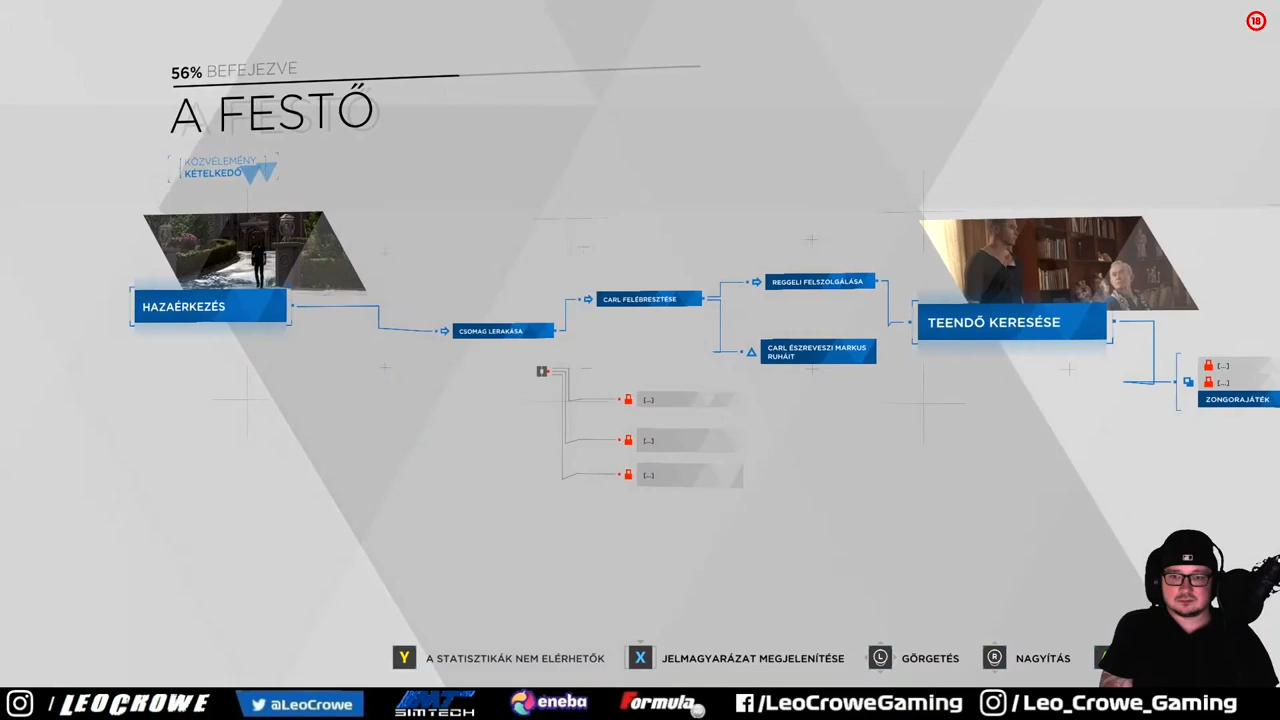 18
56% BEFEJEZVE
A FESTŐ
KÖZVÉLEMÉNY
KÉTELKEDŐ
HAZAÉRKEZÉS
CSOMAG LERAKÁSA
CARL FELÉBRESZTÉSE
REGGELI FELSZOLGÁLÁSA
CARL ÉSZREVESZI MARKUS
RUHÁIT
TEENDŐ KERESÉSE
[...]
[...]
ZONGORAJÁTÉK
[...]
[...]
[...]
Y A STATISZTIKÁK NEM ELÉRHETŐK
X JELMAGYARÁZAT MEGJELENÍTÉSE
L GÖRGETÉS
R NAGYÍTÁS
LEOCROWE
@LeoCrowe
SIMTECH
eneba
Formula
/LeoCroweGaming
/Leo_Crowe_Gaming